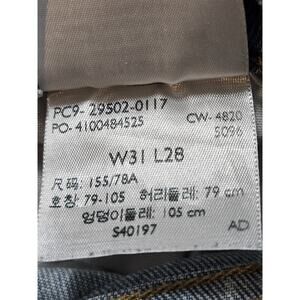 PC9- 29502-0117
PO- 4100484525 CW- 4820
5096
W31 L28
尺码: 155/78A
호칭: 79-105 허리둘레: 79 cm
엉덩이둘레: 105 cm
S40197 AD